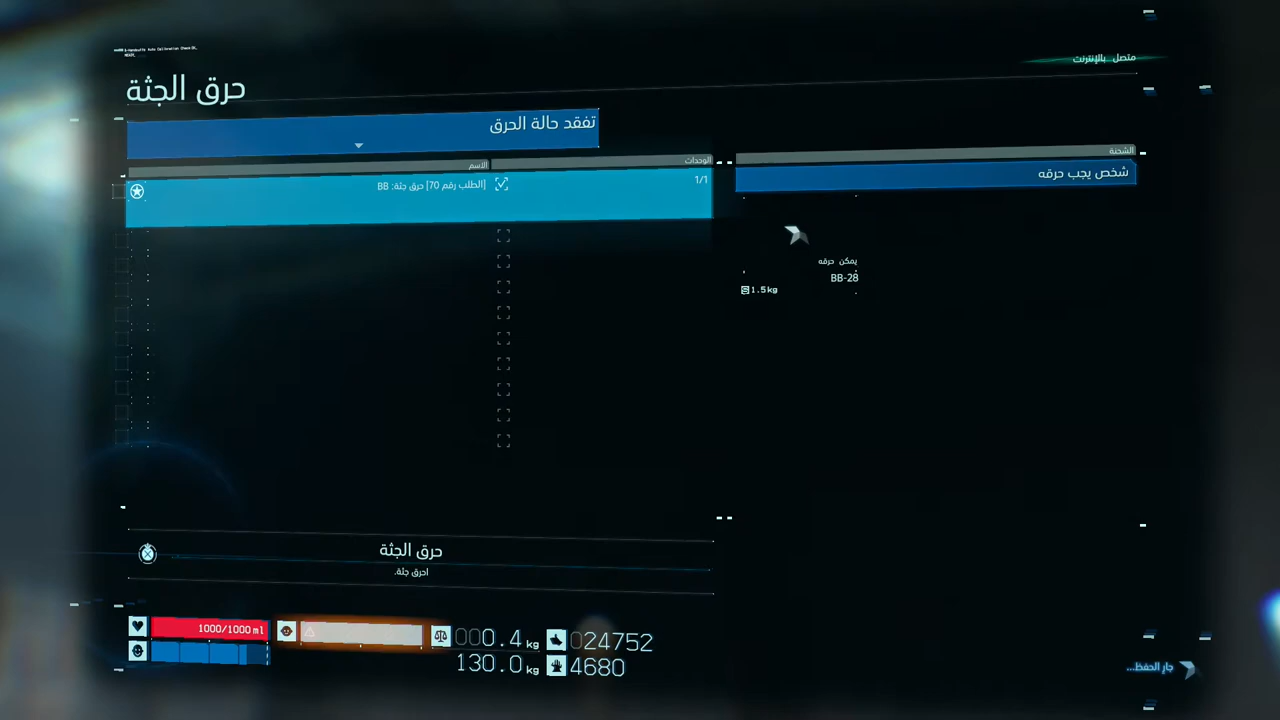 متصل بالإنترنت
حرق الجثة
تفقد حالة الحرق
الوحدات
الاسم
الشحنة
1/1
[الطلب رقم 70] حرق جثة: BB
شخص يجب حرقه
يمكن حرقه
BB-28
S 1.5kg
حرق الجثة
احرق جثة.
1000/1000 ml
000.4 kg
024752
130.0 kg
4680
جارٍ الحفظ...